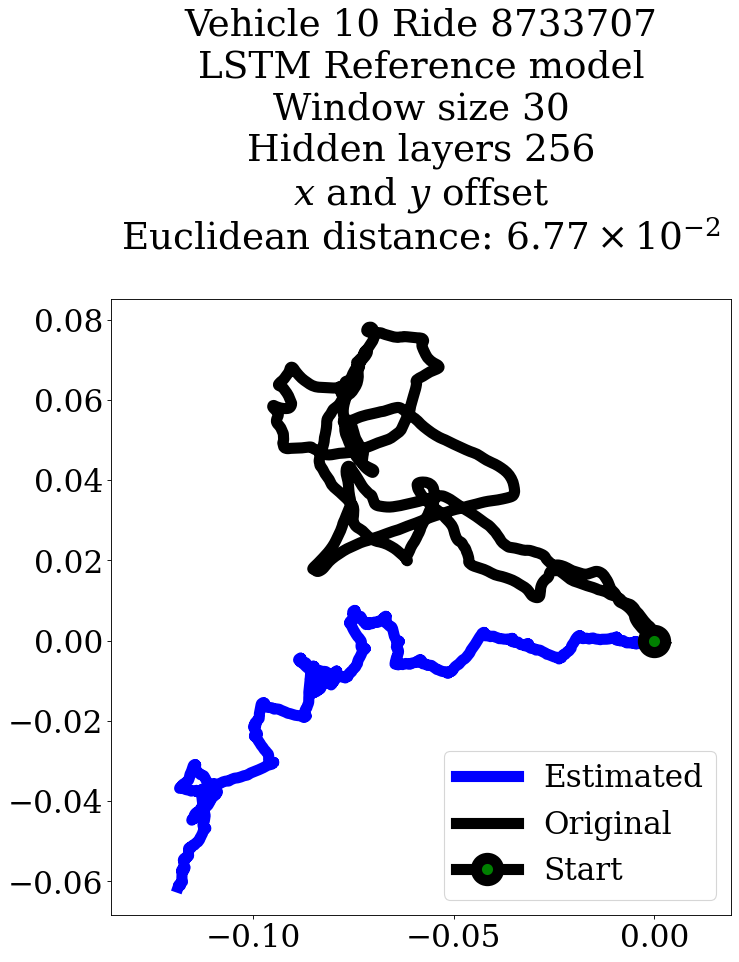 Vehicle 10 Ride 8733707
LSTM Reference model
Window size 30
Hidden layers 256
x and y offset
Euclidean distance: 6.77 × 10⁻²
0.08
0.06
0.04
0.02
0.00
−0.02
−0.04
−0.06
Estimated
Original
Start
−0.10 −0.05 0.00